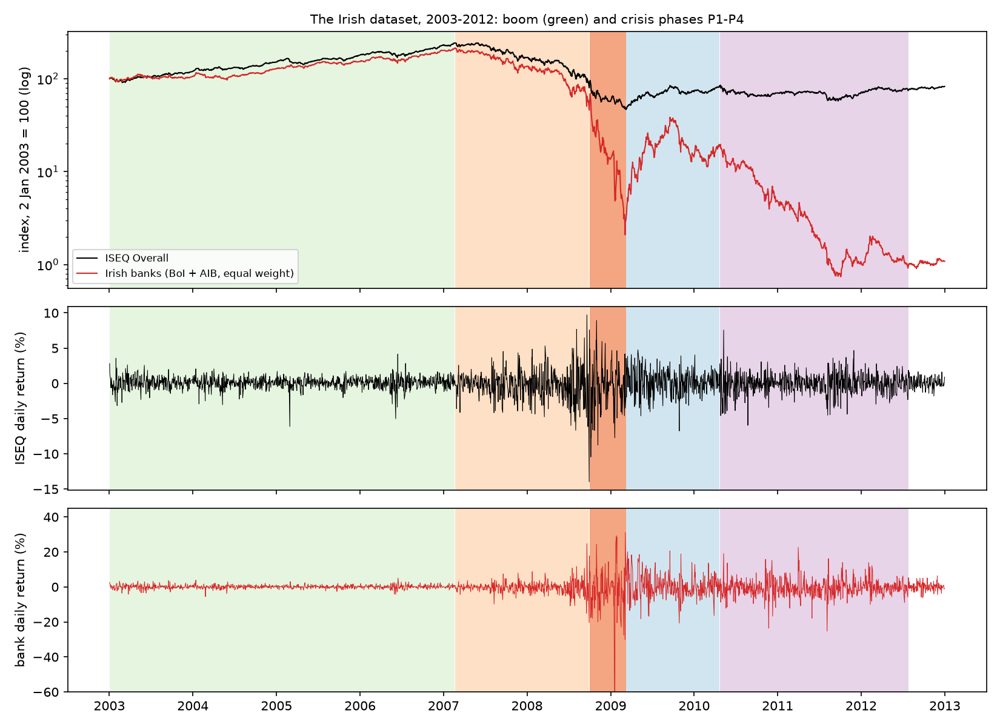 The Irish dataset, 2003-2012: boom (green) and crisis phases P1-P4
index, 2 Jan 2003 = 100 (log)
10²
10¹
10⁰
ISEQ Overall
Irish banks (BoI + AIB, equal weight)
ISEQ daily return (%)
10
5
0
−5
−10
−15
bank daily return (%)
40
20
0
−20
−40
−60
2003 2004 2005 2006 2007 2008 2009 2010 2011 2012 2013